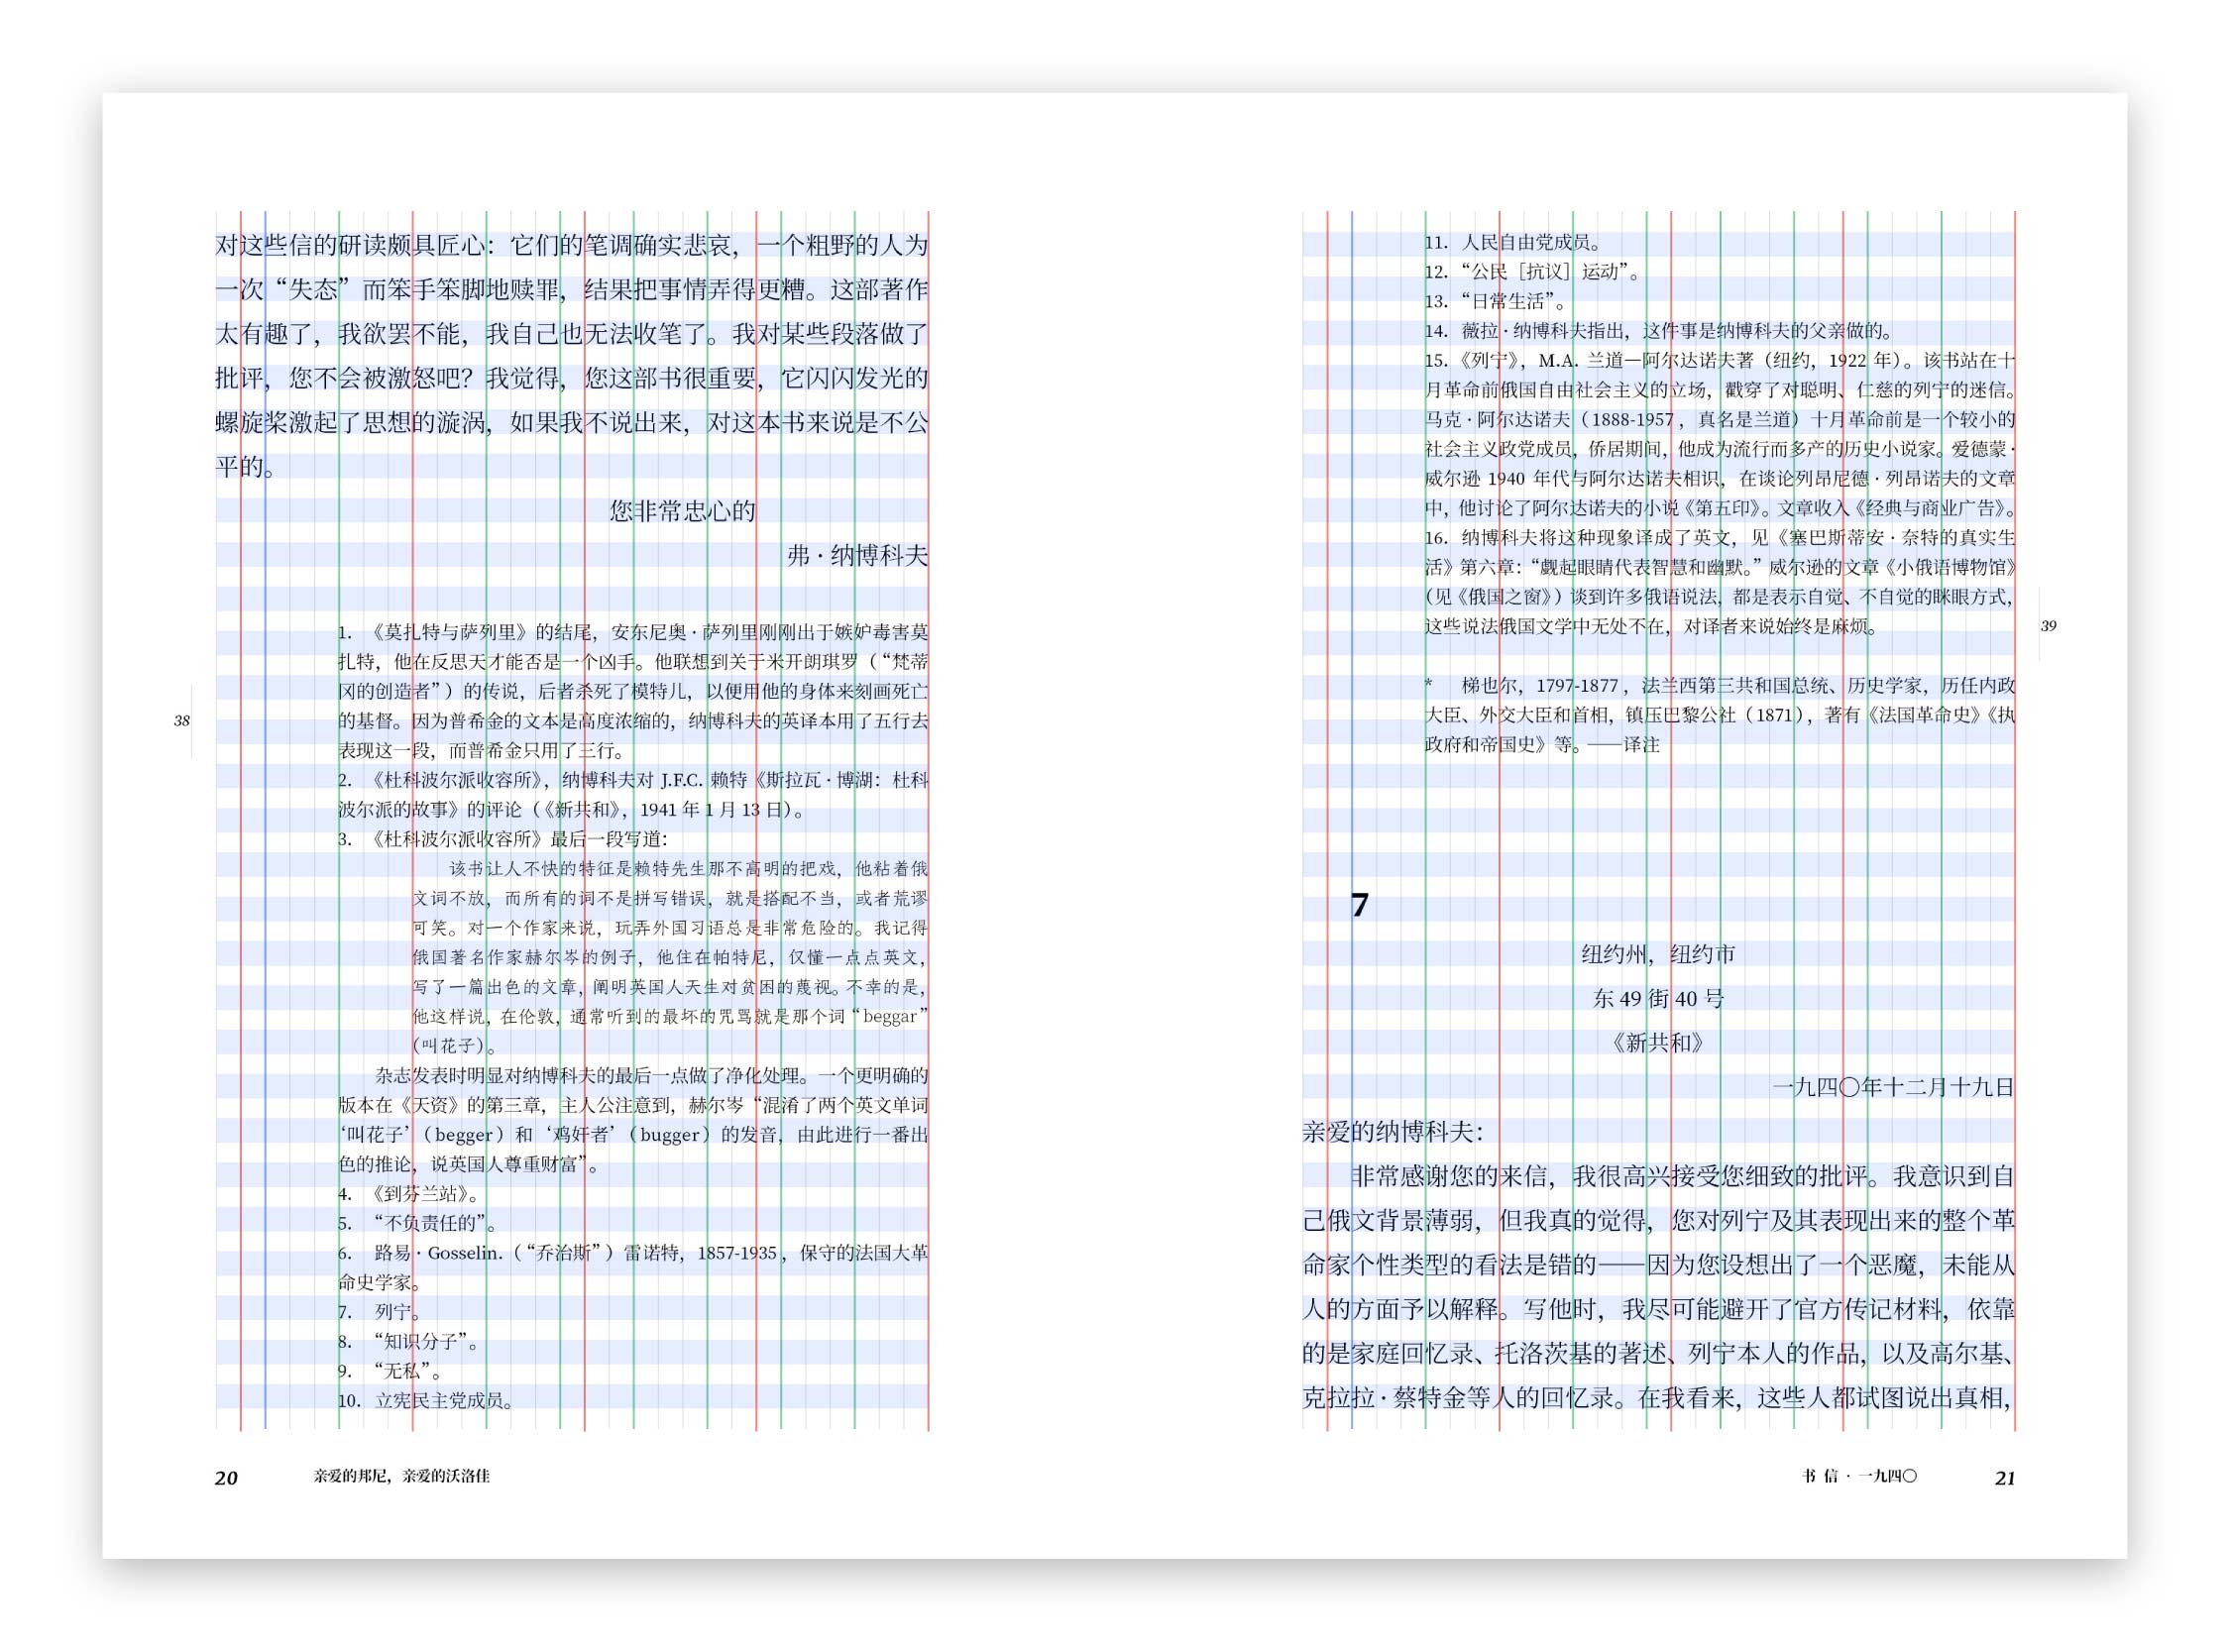 对这些信的研读颇具匠心：它们的笔调确实悲哀，一个粗野的人为
一次“失态”而笨手笨脚地赎罪，结果把事情弄得更糟。这部著作
太有趣了，我欲罢不能，我自己也无法收笔了。我对某些段落做了
批评，您不会被激怒吧？我觉得，您这部书很重要，它闪闪发光的
螺旋桨激起了思想的漩涡，如果我不说出来，对这本书来说是不公
平的。
您非常忠心的
弗·纳博科夫
1. 《莫扎特与萨列里》的结尾，安东尼奥·萨列里刚刚出于嫉妒毒害莫
扎特，他在反思天才能否是一个凶手。他联想到关于米开朗琪罗（“梵蒂
冈的创造者”）的传说，后者杀死了模特儿，以便用他的身体来刻画死亡
38
的基督。因为普希金的文本是高度浓缩的，纳博科夫的英译本用了五行去
表现这一段，而普希金只用了三行。
2. 《杜科波尔派收容所》，纳博科夫对 J.F.C. 赖特《斯拉瓦·博湖：杜科
波尔派的故事》的评论（《新共和》，1941 年 1 月 13 日）。
3. 《杜科波尔派收容所》最后一段写道：
该书让人不快的特征是赖特先生那不高明的把戏，他粘着俄
文词不放，而所有的词不是拼写错误，就是搭配不当，或者荒谬
可笑。对一个作家来说，玩弄外国习语总是非常危险的。我记得
俄国著名作家赫尔岑的例子，他住在帕特尼，仅懂一点点英文，
写了一篇出色的文章，阐明英国人天生对贫困的蔑视。不幸的是，
他这样说，在伦敦，通常听到的最坏的咒骂就是那个词“beggar”
（叫花子）。
杂志发表时明显对纳博科夫的最后一点做了净化处理。一个更明确的
版本在《天资》的第三章，主人公注意到，赫尔岑“混淆了两个英文单词
‘叫花子’（begger）和‘鸡奸者’（bugger）的发音，由此进行一番出
色的推论，说英国人尊重财富”。
4. 《到芬兰站》。
5. “不负责任的”。
6. 路易·Gosselin.（“乔治斯”）雷诺特，1857-1935，保守的法国大革
命史学家。
7. 列宁。
8. “知识分子”。
9. “无私”。
10. 立宪民主党成员。
20 亲爱的邦尼，亲爱的沃洛佳
11. 人民自由党成员。
12. “公民［抗议］运动”。
13. “日常生活”。
14. 薇拉·纳博科夫指出，这件事是纳博科夫的父亲做的。
15.《列宁》，M.A. 兰道—阿尔达诺夫著（纽约，1922 年）。该书站在十
月革命前俄国自由社会主义的立场，戳穿了对聪明、仁慈的列宁的迷信。
马克·阿尔达诺夫（1888-1957，真名是兰道）十月革命前是一个较小的
社会主义政党成员，侨居期间，他成为流行而多产的历史小说家。爱德蒙·
威尔逊 1940 年代与阿尔达诺夫相识，在谈论列昂尼德·列昂诺夫的文章
中，他讨论了阿尔达诺夫的小说《第五印》。文章收入《经典与商业广告》。
16. 纳博科夫将这种现象译成了英文，见《塞巴斯蒂安·奈特的真实生
活》第六章：“觑起眼睛代表智慧和幽默。”威尔逊的文章《小俄语博物馆》
（见《俄国之窗》）谈到许多俄语说法，都是表示自觉、不自觉的眯眼方式，
这些说法俄国文学中无处不在，对译者来说始终是麻烦。
39
* 梯也尔，1797-1877，法兰西第三共和国总统、历史学家，历任内政
大臣、外交大臣和首相，镇压巴黎公社（1871），著有《法国革命史》《执
政府和帝国史》等。——译注
7
纽约州，纽约市
东 49 街 40 号
《新共和》
一九四〇年十二月十九日
亲爱的纳博科夫：
非常感谢您的来信，我很高兴接受您细致的批评。我意识到自
己俄文背景薄弱，但我真的觉得，您对列宁及其表现出来的整个革
命家个性类型的看法是错的——因为您设想出了一个恶魔，未能从
人的方面予以解释。写他时，我尽可能避开了官方传记材料，依靠
的是家庭回忆录、托洛茨基的著述、列宁本人的作品，以及高尔基、
克拉拉·蔡特金等人的回忆录。在我看来，这些人都试图说出真相，
书 信 · 一九四〇 21